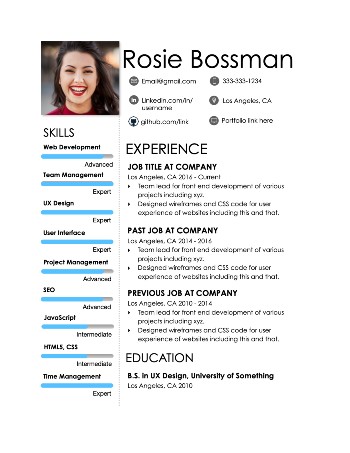 Rosie Bossman
Email@gmail.com
333-333-1234
Linkedin.com/in/
username
Los Angeles, CA
github.com/link
Portfolio link here
SKILLS
Web Development
Advanced
Team Management
Expert
UX Design
Expert
User Interface
Expert
Project Management
Advanced
SEO
Advanced
JavaScript
Intermediate
HTML5, CSS
Intermediate
Time Management
Expert
EXPERIENCE
JOB TITLE AT COMPANY
Los Angeles, CA 2016 - Current
Team lead for front end development of various
projects including xyz.
Designed wireframes and CSS code for user
experience of websites including this and that.
PAST JOB AT COMPANY
Los Angeles, CA 2014 - 2016
Team lead for front end development of various
projects including xyz.
Designed wireframes and CSS code for user
experience of websites including this and that.
PREVIOUS JOB AT COMPANY
Los Angeles, CA 2010 - 2014
Team lead for front end development of various
projects including xyz.
Designed wireframes and CSS code for user
experience of websites including this and that.
EDUCATION
B.S. in UX Design, University of Something
Los Angeles, CA 2010